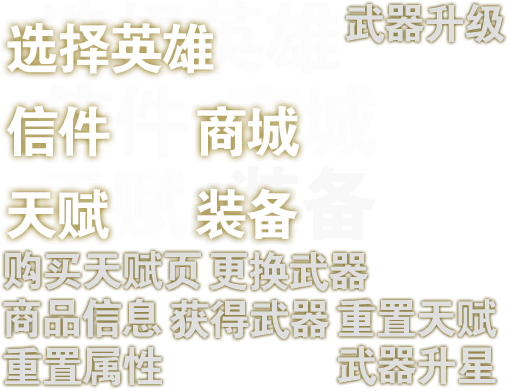 选择英雄 武器升级
信件 商城
天赋 装备
购买天赋页 更换武器
商品信息 获得武器 重置天赋
重置属性 武器升星